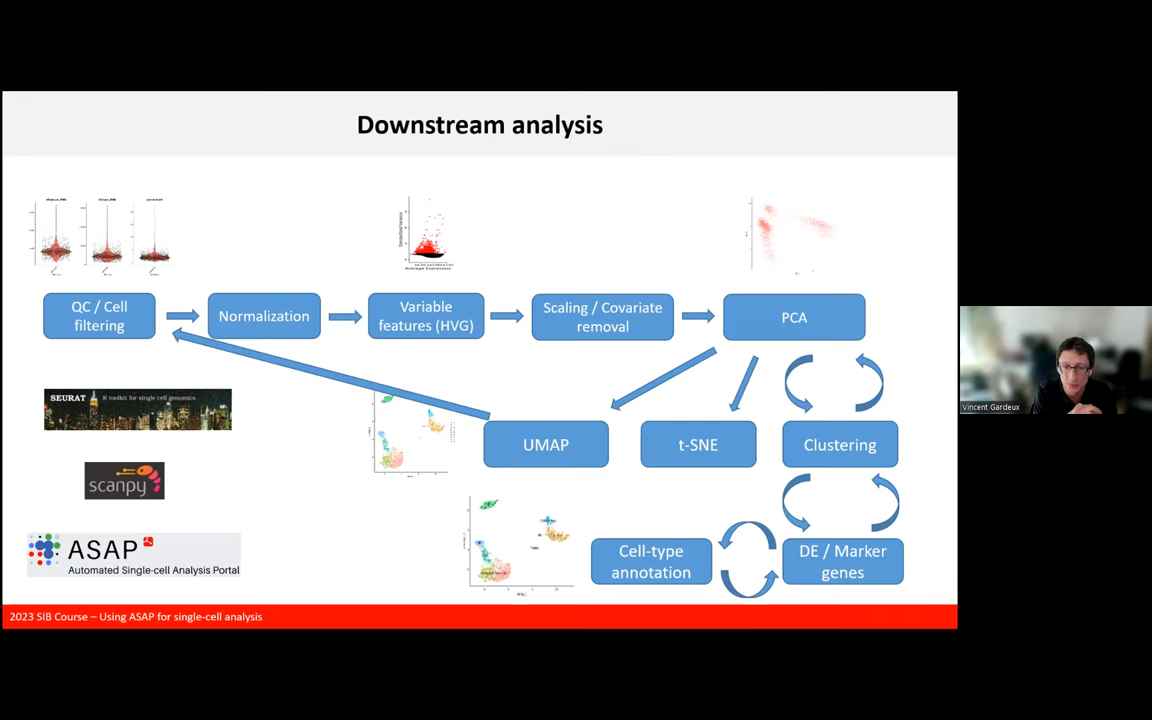 Downstream analysis
Average Expression
QC / Cell
filtering
Normalization
Variable
features (HVG)
Scaling / Covariate
removal
PCA
SEURAT
R toolkit for single cell genomics
UMAP
t-SNE
Clustering
scanpy
ASAP
Automated Single-cell Analysis Portal
Cell-type
annotation
DE / Marker
genes
2023 SIB Course – Using ASAP for single-cell analysis
Vincent Gardeux